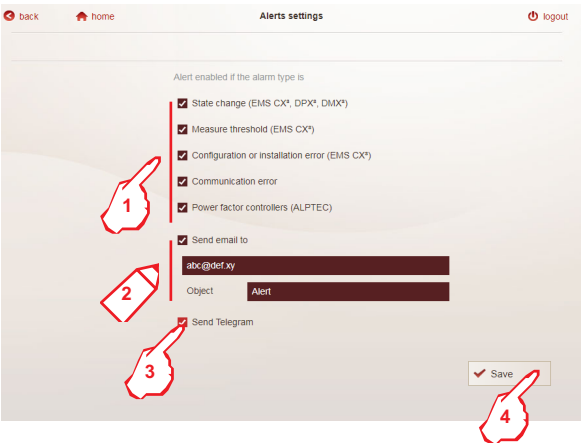 back
home
Alerts settings
logout
Alert enabled if the alarm type is
State change (EMS CX³, DPX³, DMX³)
Measure threshold (EMS CX³)
Configuration or installation error (EMS CX³)
Communication error
1
Power factor controllers (ALPTEC)
Send email to
abc@def.xy
2
Object
Alert
Send Telegram
3
Save
4